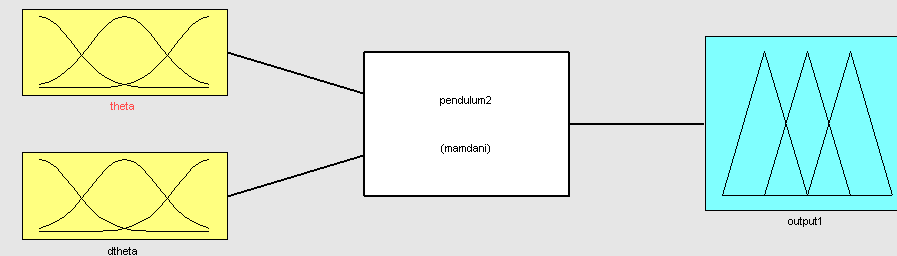 theta
pendulum2
(mamdani)
output1
dtheta